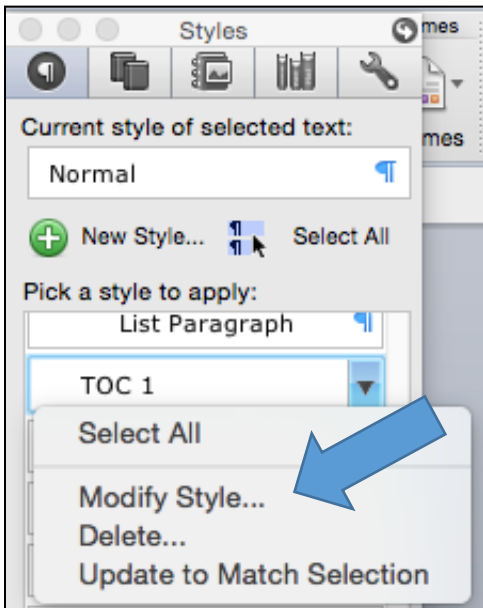 Styles
mes
mes
Current style of selected text:
Normal ¶
New Style... Select All
Pick a style to apply:
List Paragraph ¶
TOC 1
Select All
Modify Style...
Delete...
Update to Match Selection